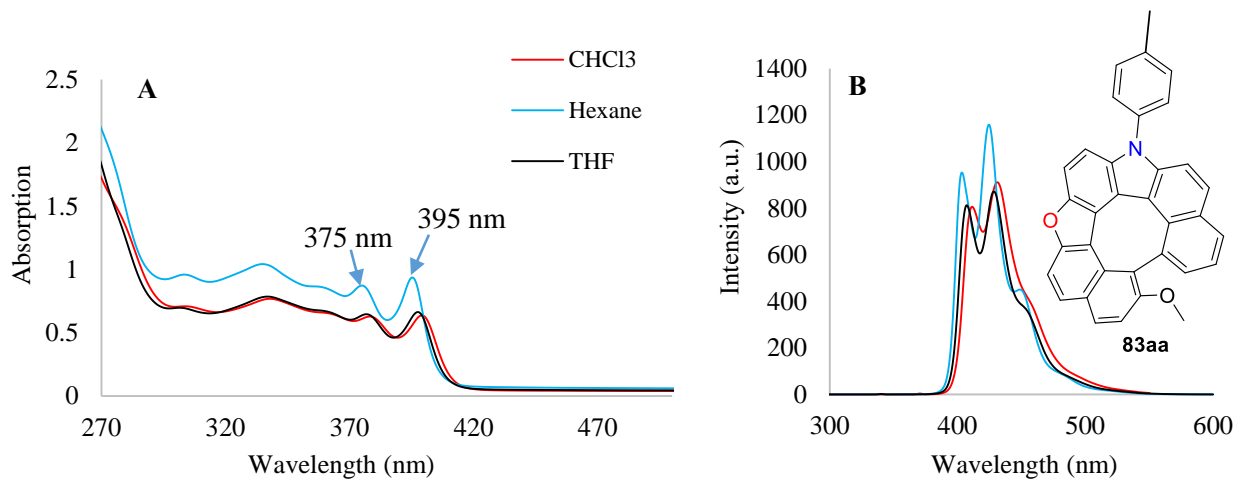 A
CHCl3
Hexane
THF
2.5
2
1.5
1
0.5
0
375 nm
395 nm
Absorption
270
320
370
420
470
Wavelength (nm)
B
1400
1200
1000
800
600
400
200
0
Intensity (a.u.)
300
400
500
600
Wavelength (nm)
N
O
O
83aa